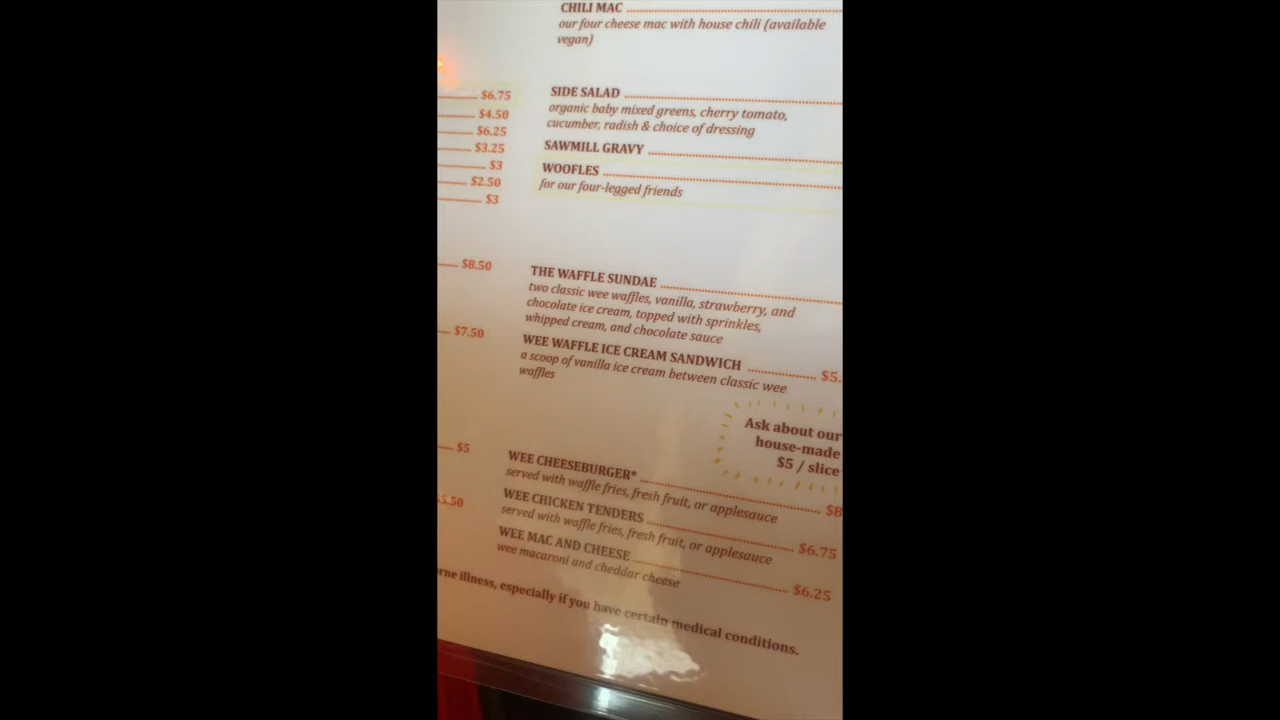 CHILI MAC
our four cheese mac with house chili (available
vegan)
$6.75
$4.50
$6.25
$3.25
$3
$2.50
$3
$8.50
$7.50
$5
$5.50
SIDE SALAD
organic baby mixed greens, cherry tomato,
cucumber, radish & choice of dressing
SAWMILL GRAVY
WOOFLES
for our four-legged friends
THE WAFFLE SUNDAE
two classic wee waffles, vanilla, strawberry, and
chocolate ice cream, topped with sprinkles,
whipped cream, and chocolate sauce
WEE WAFFLE ICE CREAM SANDWICH $5.
a scoop of vanilla ice cream between classic wee
waffles
Ask about our
house-made
$5 / slice
WEE CHEESEBURGER* $8
served with waffle fries, fresh fruit, or applesauce
WEE CHICKEN TENDERS $6.75
served with waffle fries, fresh fruit, or applesauce
WEE MAC AND CHEESE $6.25
wee macaroni and cheddar cheese
rne illness, especially if you have certain medical conditions.